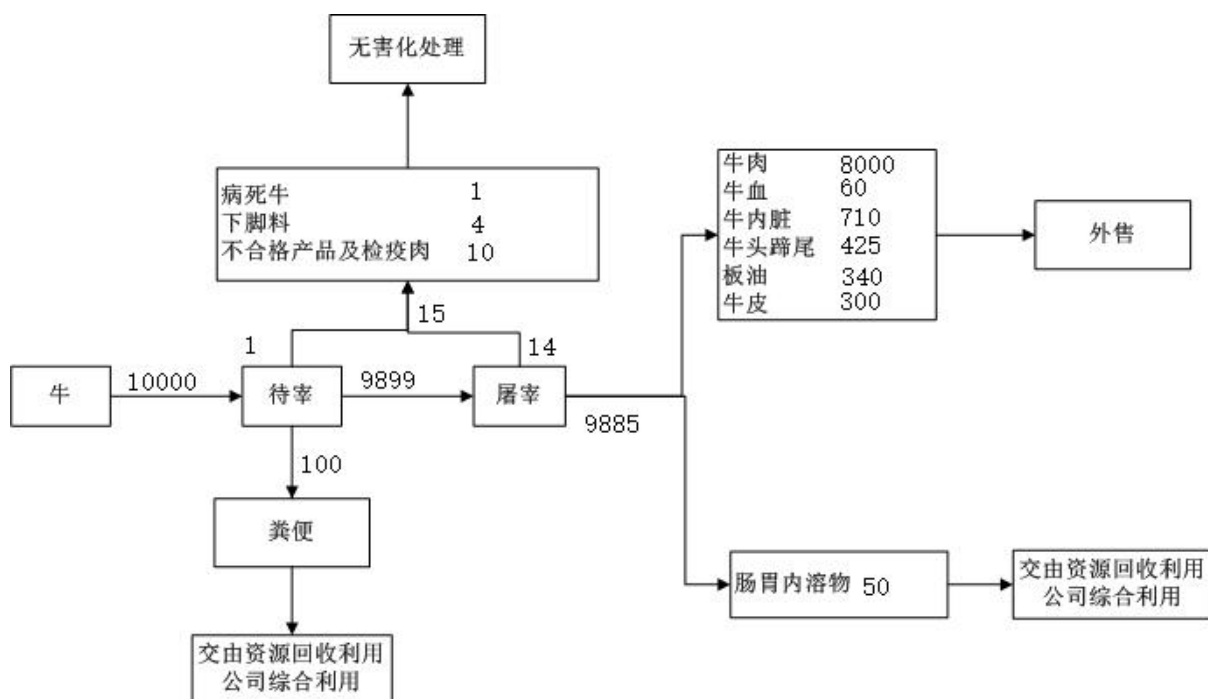 无害化处理
病死牛 1
下脚料 4
不合格产品及检疫肉 10
牛肉 8000
牛血 60
牛内脏 710
牛头蹄尾 425
板油 340
牛皮 300
外售
15
1
14
牛
10000
待宰
9899
屠宰
9885
100
粪便
肠胃内溶物 50
交由资源回收利用
公司综合利用
交由资源回收利用
公司综合利用